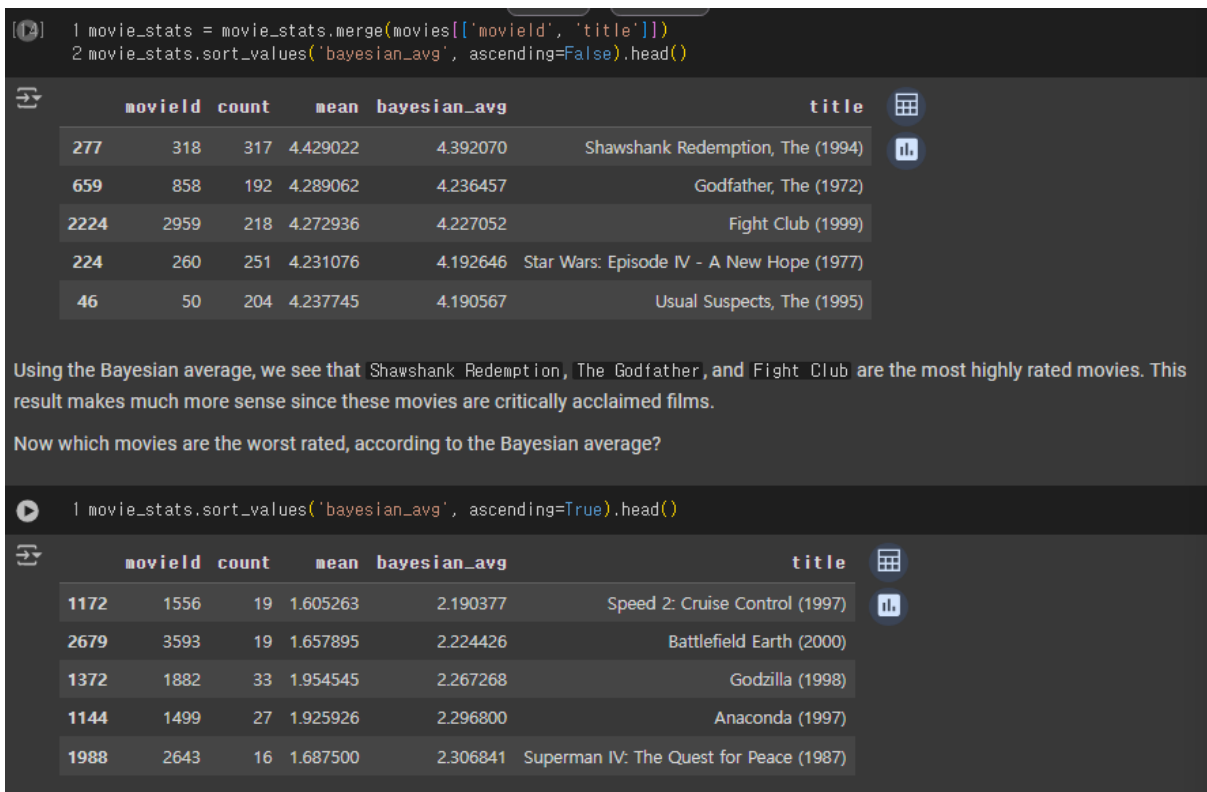 [14] 1 movie_stats = movie_stats.merge(movies[['movieId', 'title']])
2 movie_stats.sort_values('bayesian_avg', ascending=False).head()
movieId count mean bayesian_avg title
277 318 317 4.429022 4.392070 Shawshank Redemption, The (1994)
659 858 192 4.289062 4.236457 Godfather, The (1972)
2224 2959 218 4.272936 4.227052 Fight Club (1999)
224 260 251 4.231076 4.192646 Star Wars: Episode IV - A New Hope (1977)
46 50 204 4.237745 4.190567 Usual Suspects, The (1995)
Using the Bayesian average, we see that Shawshank Redemption, The Godfather, and Fight Club are the most highly rated movies. This
result makes much more sense since these movies are critically acclaimed films.
Now which movies are the worst rated, according to the Bayesian average?
1 movie_stats.sort_values('bayesian_avg', ascending=True).head()
movieId count mean bayesian_avg title
1172 1556 19 1.605263 2.190377 Speed 2: Cruise Control (1997)
2679 3593 19 1.657895 2.224426 Battlefield Earth (2000)
1372 1882 33 1.954545 2.267268 Godzilla (1998)
1144 1499 27 1.925926 2.296800 Anaconda (1997)
1988 2643 16 1.687500 2.306841 Superman IV: The Quest for Peace (1987)